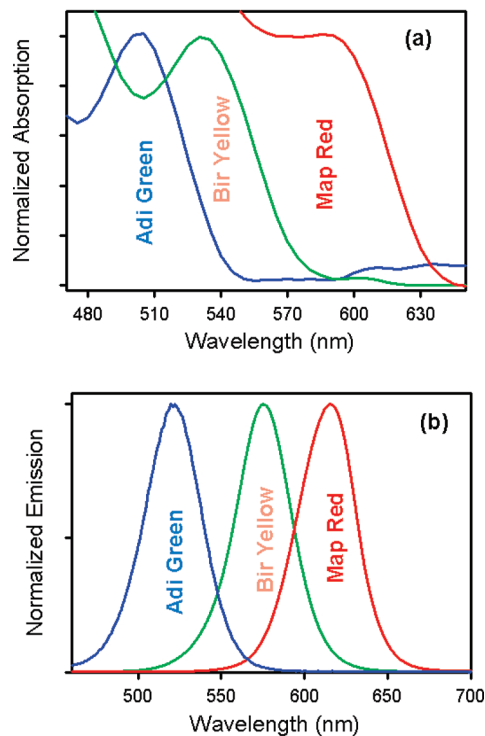 (a)
Normalized Absorption
Adi Green
Bir Yellow
Map Red
480 510 540 570 600 630
Wavelength (nm)
(b)
Normalized Emission
Adi Green
Bir Yellow
Map Red
500 550 600 650 700
Wavelength (nm)